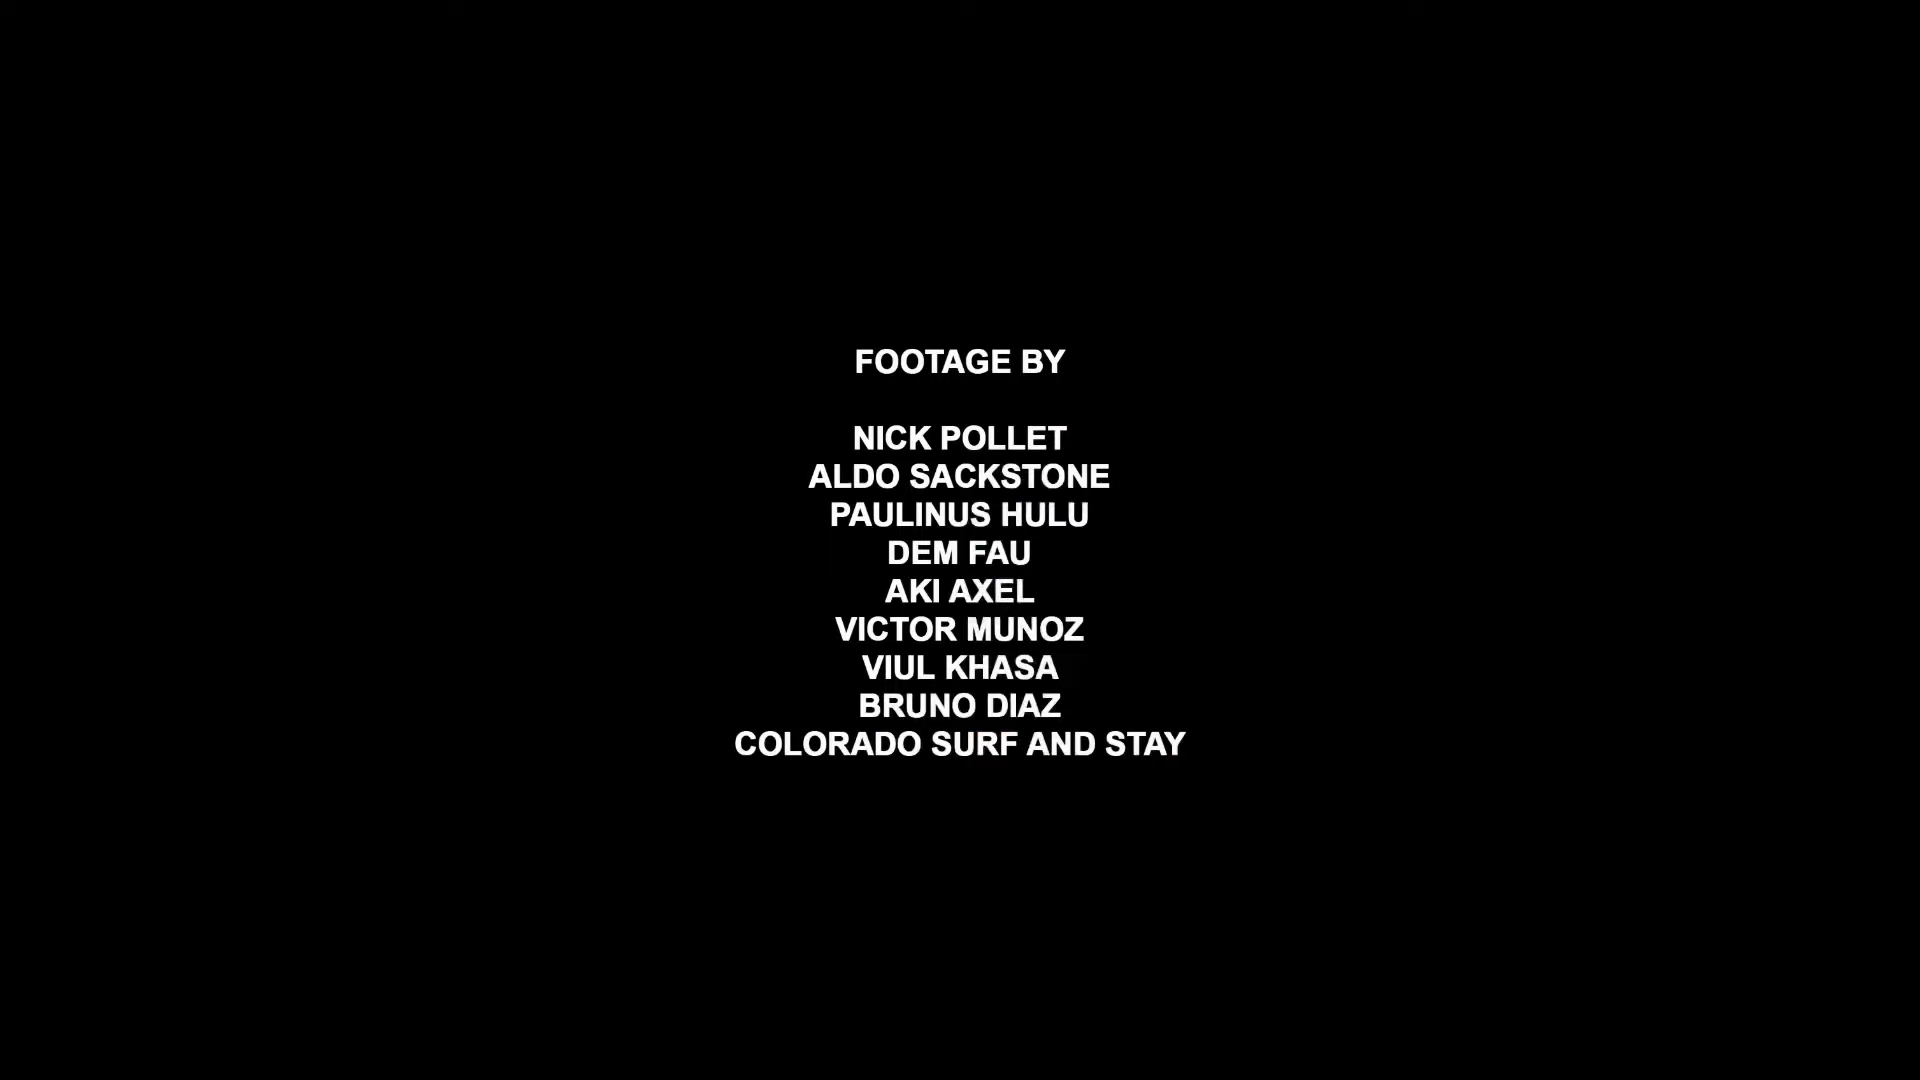 FOOTAGE BY
NICK POLLET
ALDO SACKSTONE
PAULINUS HULU
DEM FAU
AKI AXEL
VICTOR MUNOZ
VIUL KHASA
BRUNO DIAZ
COLORADO SURF AND STAY